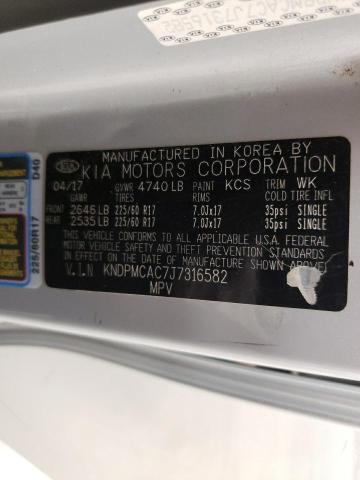 MANUFACTURED IN KOREA BY
KIA KIA MOTORS CORPORATION
04/17 GVWR 4740 LB PAINT KCS TRIM WK
GAWR TIRES RIMS COLD TIRE INFL
FRONT 2646 LB 225/60 R17 7.0Jx17 35psi SINGLE
REAR 2535 LB 225/60 R17 7.0Jx17 35psi SINGLE
THIS VEHICLE CONFORMS TO ALL APPLICABLE U.S.A. FEDERAL
MOTOR VEHICLE SAFETY AND THEFT PREVENTION STANDARDS
IN EFFECT ON THE DATE OF MANUFACTURE SHOWN ABOVE.
V.I.N KNDPMCAC7J7316582
MPV
D40
225/60R17